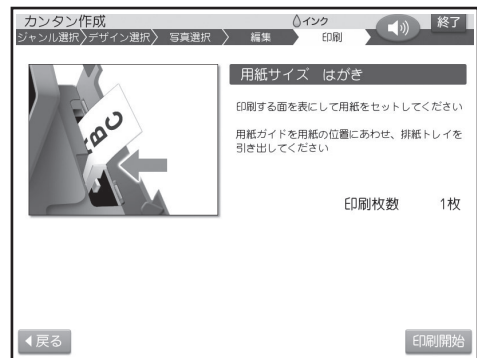 カンタン作成
インク
終了
ジャンル選択〉デザイン選択〉 写真選択 〉 編集 印刷
用紙サイズ はがき
ABC
印刷する面を表にして用紙をセットしてください
用紙ガイドを用紙の位置にあわせ、排紙トレイを
引き出してください
印刷枚数 1枚
戻る
印刷開始